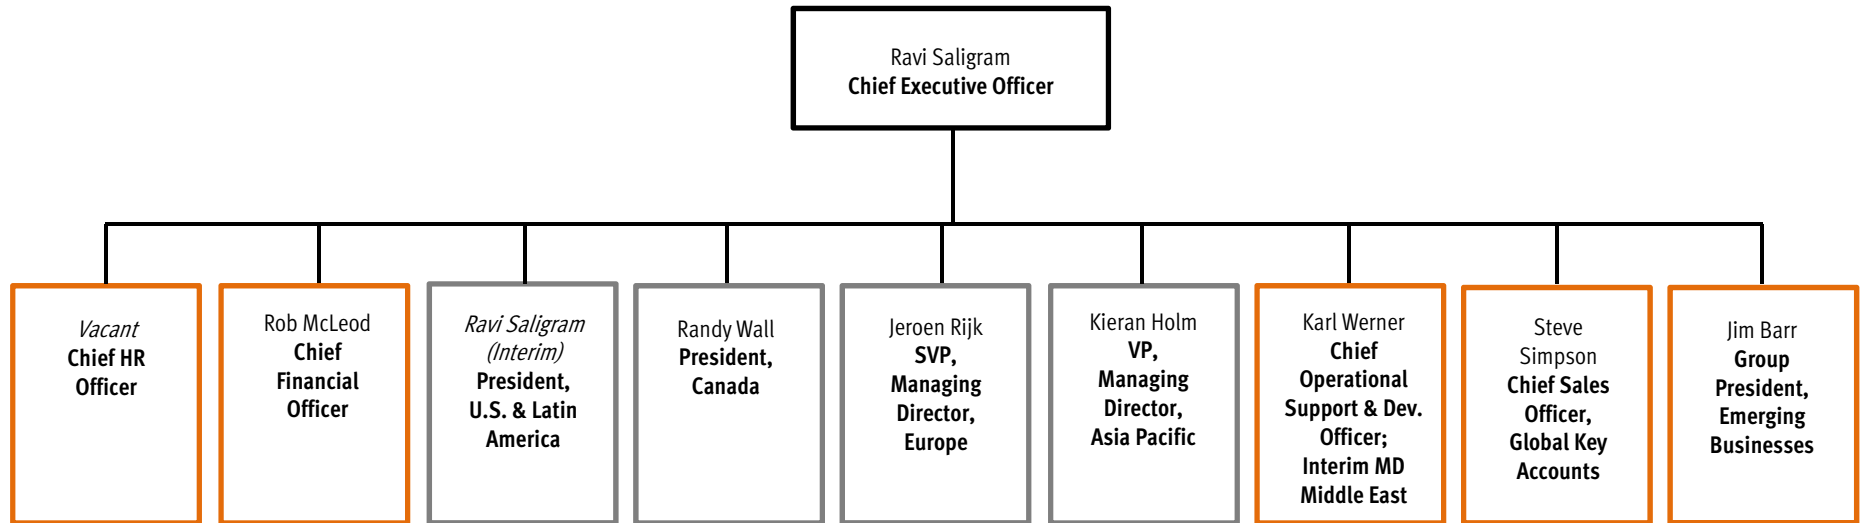 Ravi Saligram
Chief Executive Officer
Vacant
Chief HR
Officer
Rob McLeod
Chief
Financial
Officer
Ravi Saligram
(Interim)
President,
U.S. & Latin
America
Randy Wall
President,
Canada
Jeroen Rijk
SVP,
Managing
Director,
Europe
Kieran Holm
VP,
Managing
Director,
Asia Pacific
Karl Werner
Chief
Operational
Support & Dev.
Officer;
Interim MD
Middle East
Steve
Simpson
Chief Sales
Officer,
Global Key
Accounts
Jim Barr
Group
President,
Emerging
Businesses